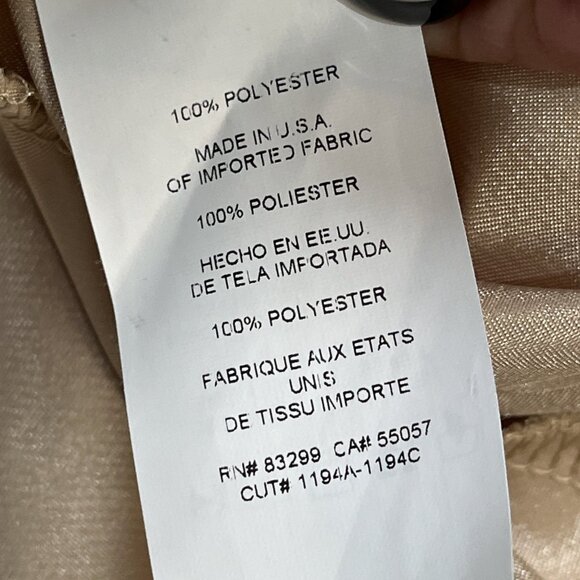 100% POLYESTER
MADE IN U.S.A.
OF IMPORTED FABRIC
100% POLIESTER
HECHO EN EE.UU.
DE TELA IMFORTADA
100% POLYESTER
FABRIQUE AUX ETATS
UNIS
DE TISSU IMPORTE
RN# 83299 CA# 55057
CUT# 1194A-1194C